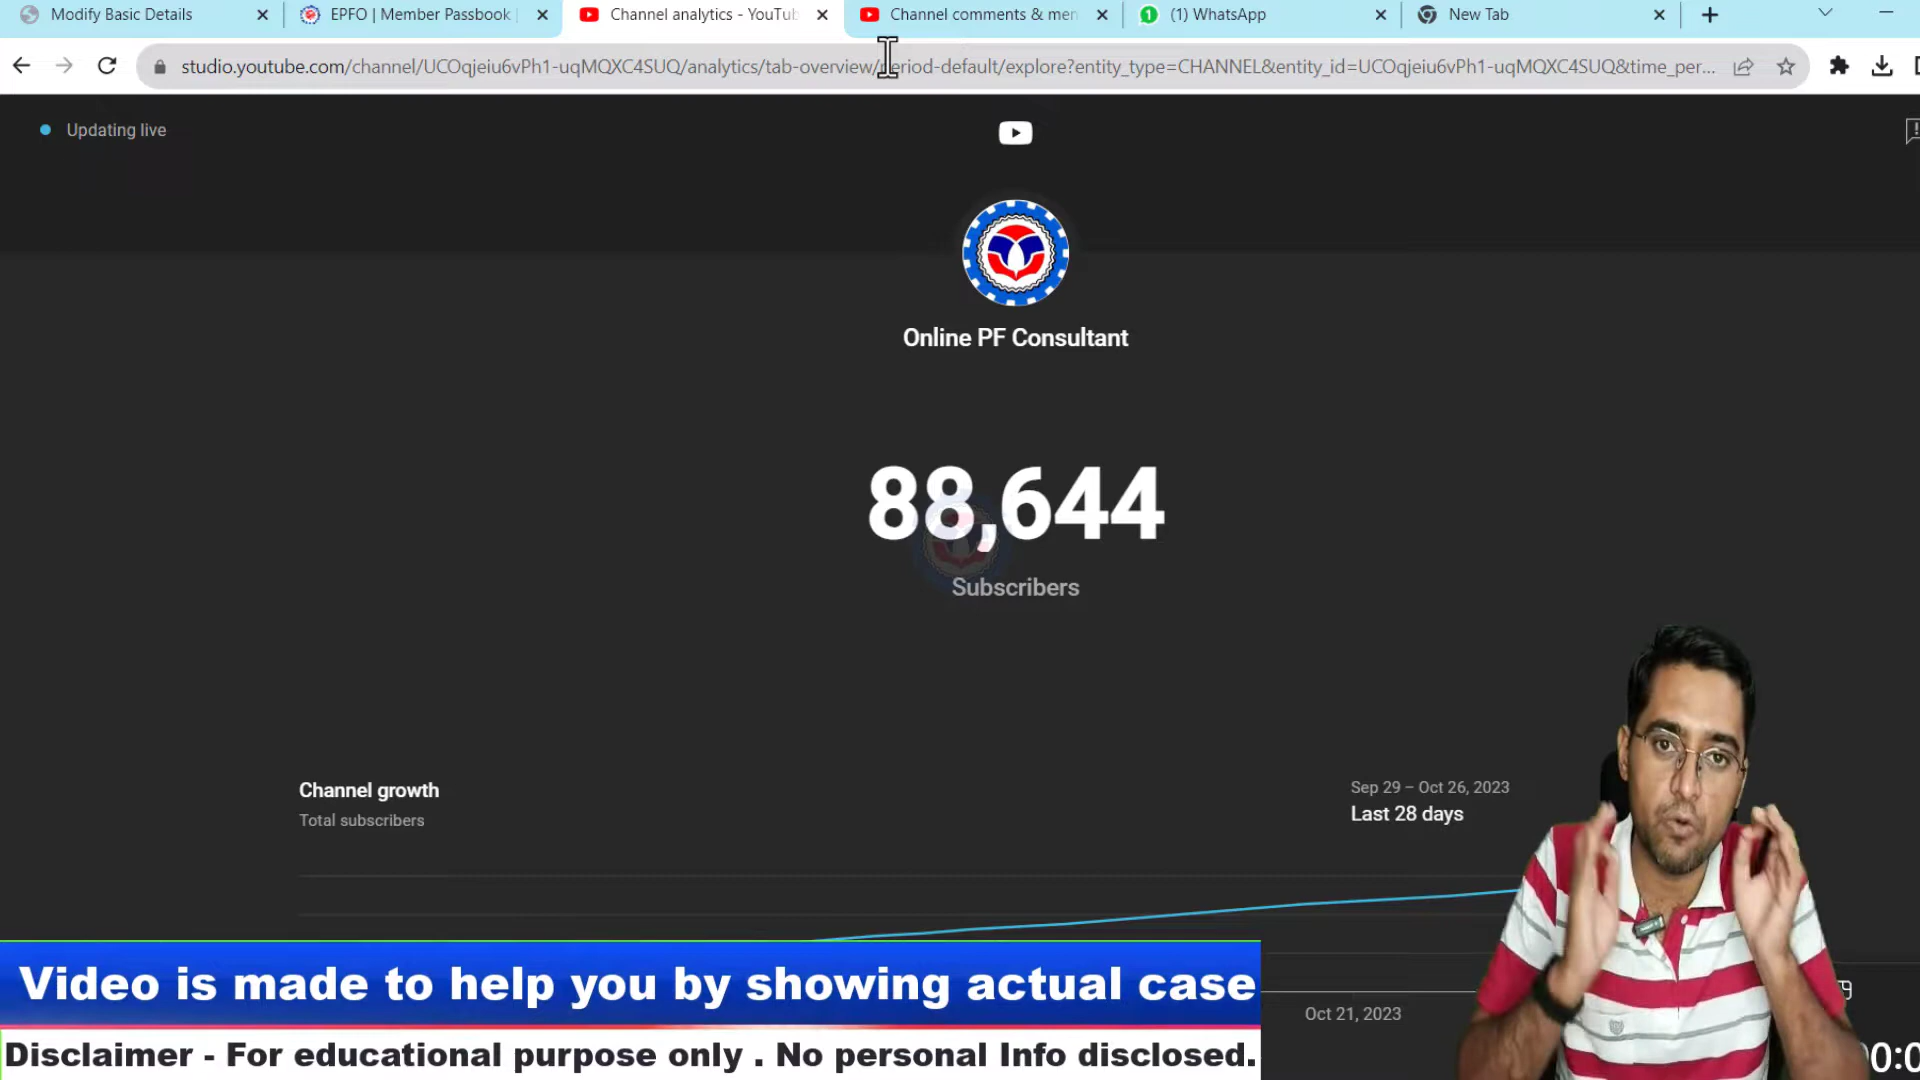 Modify Basic Details
EPFO | Member Passbook
Channel analytics - YouTub
Channel comments & men
(1) WhatsApp
New Tab
studio.youtube.com/channel/UCOqjeiu6vPh1-uqMQXC4SUQ/analytics/tab-overview/period-default/explore?entity_type=CHANNEL&entity_id=UCOqjeiu6vPh1-uqMQXC4SUQ&time_per...
Updating live
Online PF Consultant
88,644
Subscribers
Channel growth
Total subscribers
Sep 29 – Oct 26, 2023
Last 28 days
Oct 21, 2023
Video is made to help you by showing actual case
Disclaimer - For educational purpose only . No personal Info disclosed.